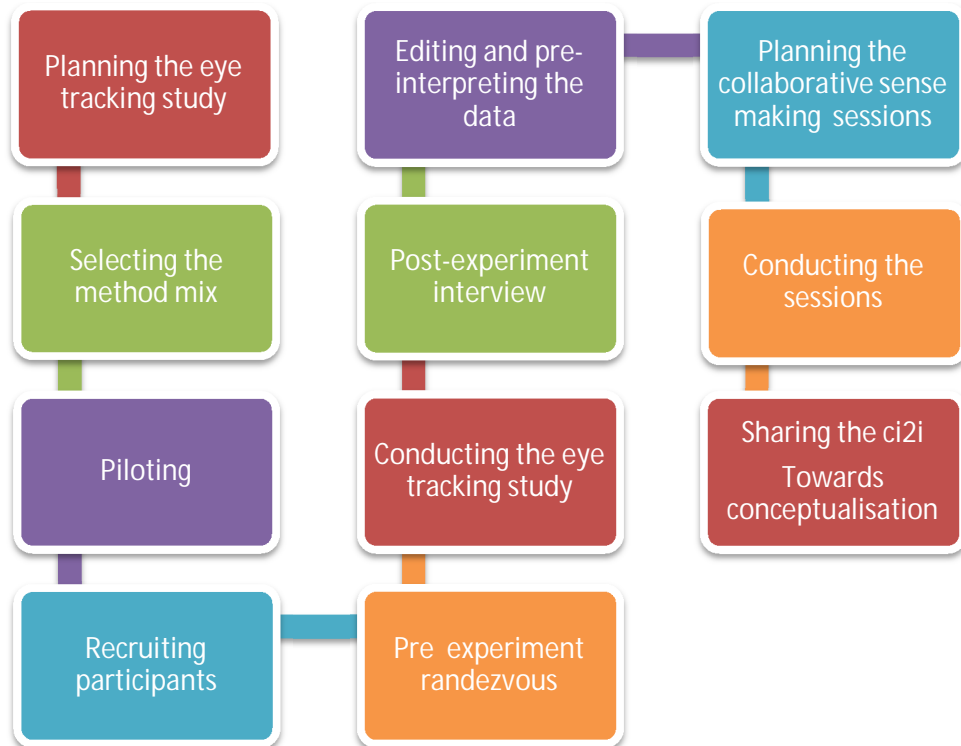 Planning the eye
tracking study
Selecting the
method mix
Piloting
Recruiting
participants
Pre experiment
randezvous
Conducting the eye
tracking study
Post-experiment
interview
Editing and pre-
interpreting the
data
Planning the
collaborative sense
making sessions
Conducting the
sessions
Sharing the ci2i
Towards
conceptualisation